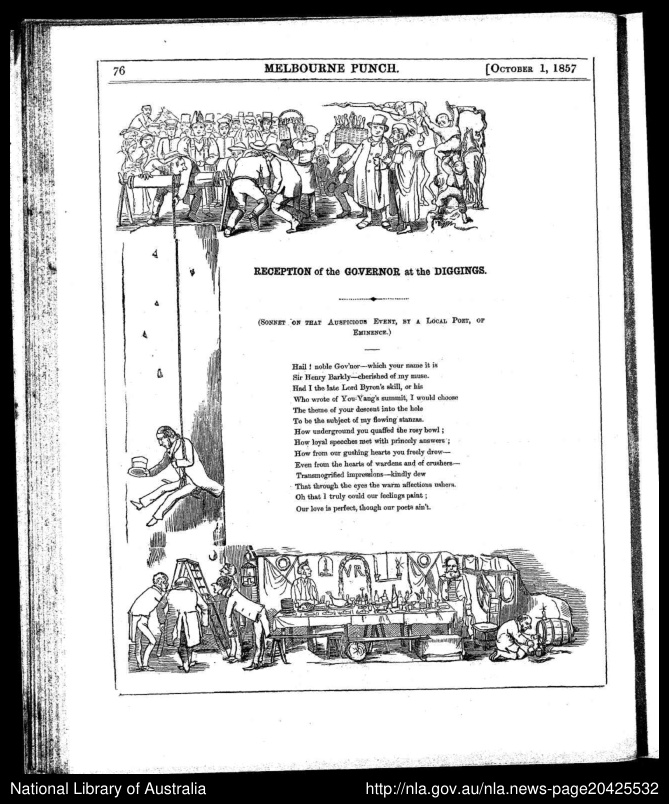 76 MELBOURNE PUNCH. [October 1, 1857
RECEPTION of the GOVERNOR at the DIGGINGS.
(Sonnet on that Auspicious Event, by a Local Poet, of
Eminence.)
Hail! noble Gov'nor—which your name it is
Sir Henry Barkly—cherished of my muse.
Had I the late Lord Byron's skill, or his
Who wrote of You-Yang's summit, I would choose
The theme of your descent into the hole
To be the subject of my flowing stanzas.
How underground you quaffed the rosy bowl;
How loyal speeches met with princely answers;
How from our gushing hearts you freely drew—
Even from the hearts of wardens and of crushers—
Transmogrified impressions—kindly dew
That through the eyes the warm affections ushers.
Oh that I truly could our feelings paint;
Our love is perfect, though our poets ain't.
VR
National Library of Australia
http://nla.gov.au/nla.news-page20425532